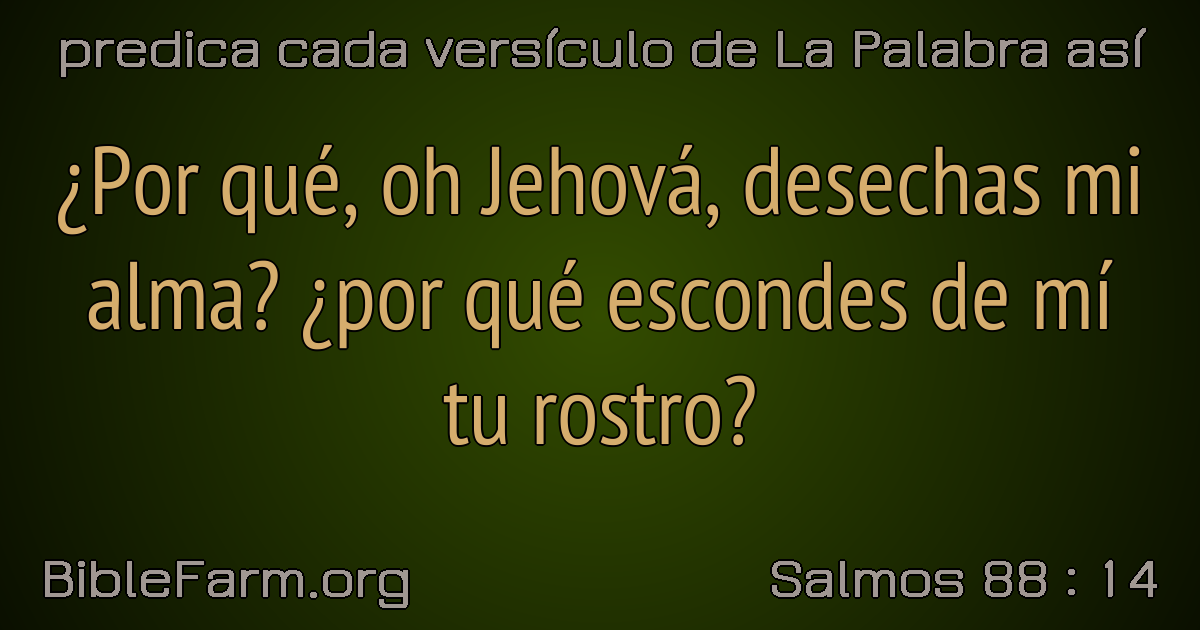 predica cada versículo de La Palabra así
¿Por qué, oh Jehová, desechas mi
alma? ¿por qué escondes de mí
tu rostro?
BibleFarm.org
Salmos 88 : 14